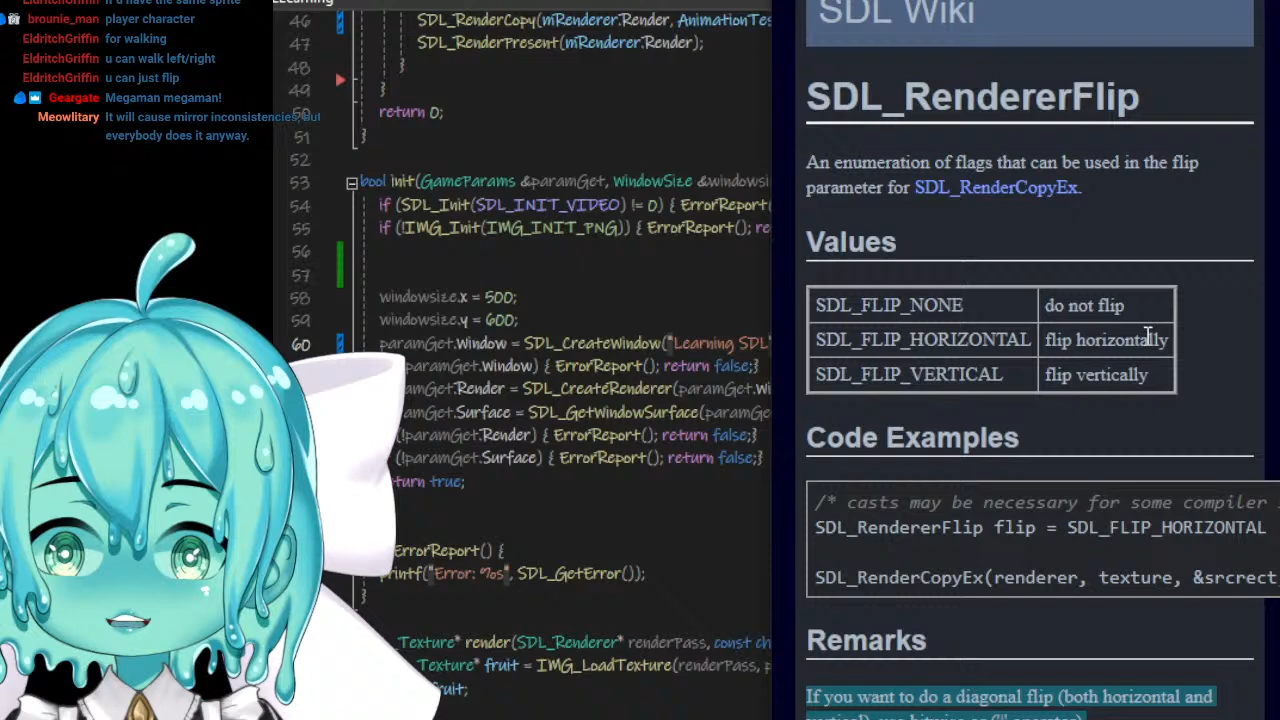 brounie_man player character
EldritchGriffin for walking
EldritchGriffin u can walk left/right
EldritchGriffin u can just flip
Geargate Megaman megaman!
Meowlitary It will cause mirror inconsistencies, but
everybody does it anyway.
46 SDL_RenderCopy(mRenderer.Render, AnimationTes
47 SDL_RenderPresent(mRenderer.Render);
48 }
49 }
50 return 0;
51 }
52
53 bool init(GameParams &paramGet, WindowSize &windowsi
54 if (SDL_Init(SDL_INIT_VIDEO) != 0) { ErrorReport(
55 if (!IMG_Init(IMG_INIT_PNG)) { ErrorReport(); re
56
57
58 windowsize.x = 500;
59 windowsize.y = 600;
60 paramGet.Window = SDL_CreateWindow("Learning SDL"
paramGet.Window) { ErrorReport(); return false;}
amGet.Render = SDL_CreateRenderer(paramGet.Wi
amGet.Surface = SDL_GetWindowSurface(paramGe
(!paramGet.Render) { ErrorReport(); return false;}
(!paramGet.Surface) { ErrorReport(); return false;}
turn true;
ErrorReport() {
printf("Error: %s", SDL_GetError());
}
_Texture* render(SDL_Renderer* renderPass, const ch
_Texture* fruit = IMG_LoadTexture(renderPass, p
fruit;
SDL Wiki
SDL_RendererFlip
An enumeration of flags that can be used in the flip
parameter for SDL_RenderCopyEx.
Values
SDL_FLIP_NONE do not flip
SDL_FLIP_HORIZONTAL flip horizontally
SDL_FLIP_VERTICAL flip vertically
Code Examples
/* casts may be necessary for some compiler
SDL_RendererFlip flip = SDL_FLIP_HORIZONTAL
SDL_RenderCopyEx(renderer, texture, &srcrect,
Remarks
If you want to do a diagonal flip (both horizontal and